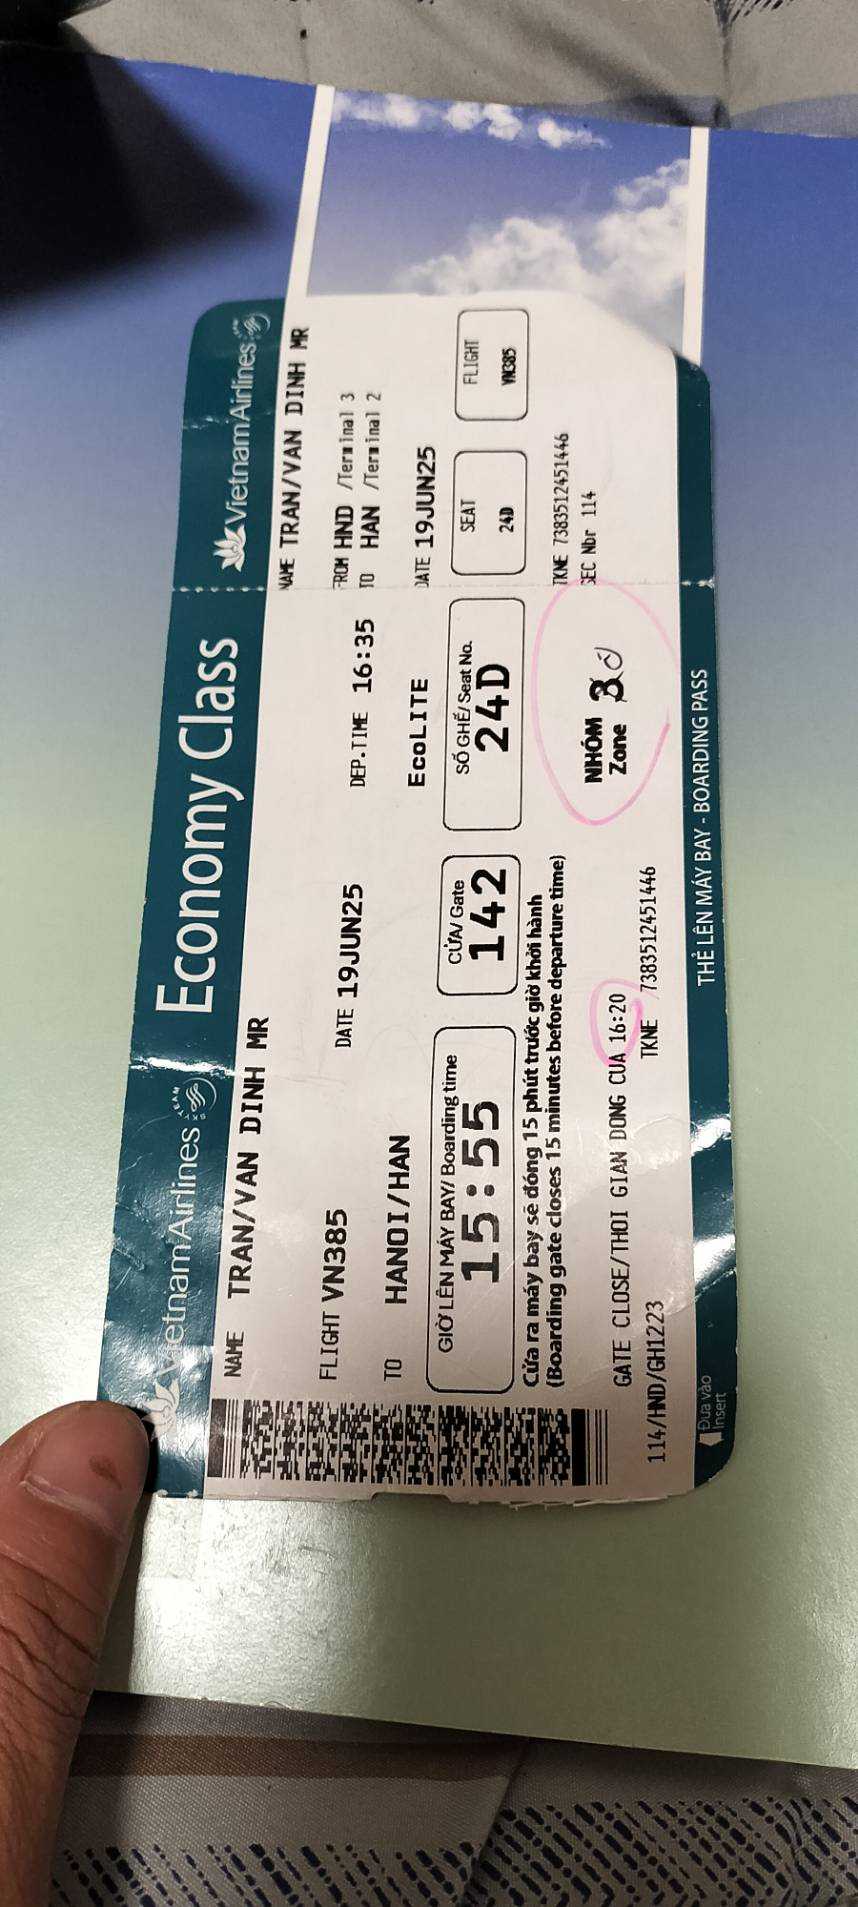 VietnamAirlines
SKYTEAM
Economy Class
VietnamAirlines
NAME TRAN/VAN DINH MR
NAME TRAN/VAN DINH MR
FLIGHT VN385
DATE 19JUN25
DEP.TIME 16:35
FROM HND /Terminal 3
TO HAN /Terminal 2
TO HANOI/HAN
EcoLITE
DATE 19JUN25
GIỜ LÊN MÁY BAY/ Boarding time
15:55
CỬA/ Gate
142
SỐ GHẾ/ Seat No.
24D
SEAT
24D
FLIGHT
VN385
Cửa ra máy bay sẽ đóng 15 phút trước giờ khởi hành
(Boarding gate closes 15 minutes before departure time)
TKNE 7383512451446
SEC Nbr 114
NHÓM
Zone 3
GATE CLOSE/THOI GIAN DONG CUA 16:20
TKNE 7383512451446
114/HND/GH1223
Đưa vào
Insert
THẺ LÊN MÁY BAY - BOARDING PASS